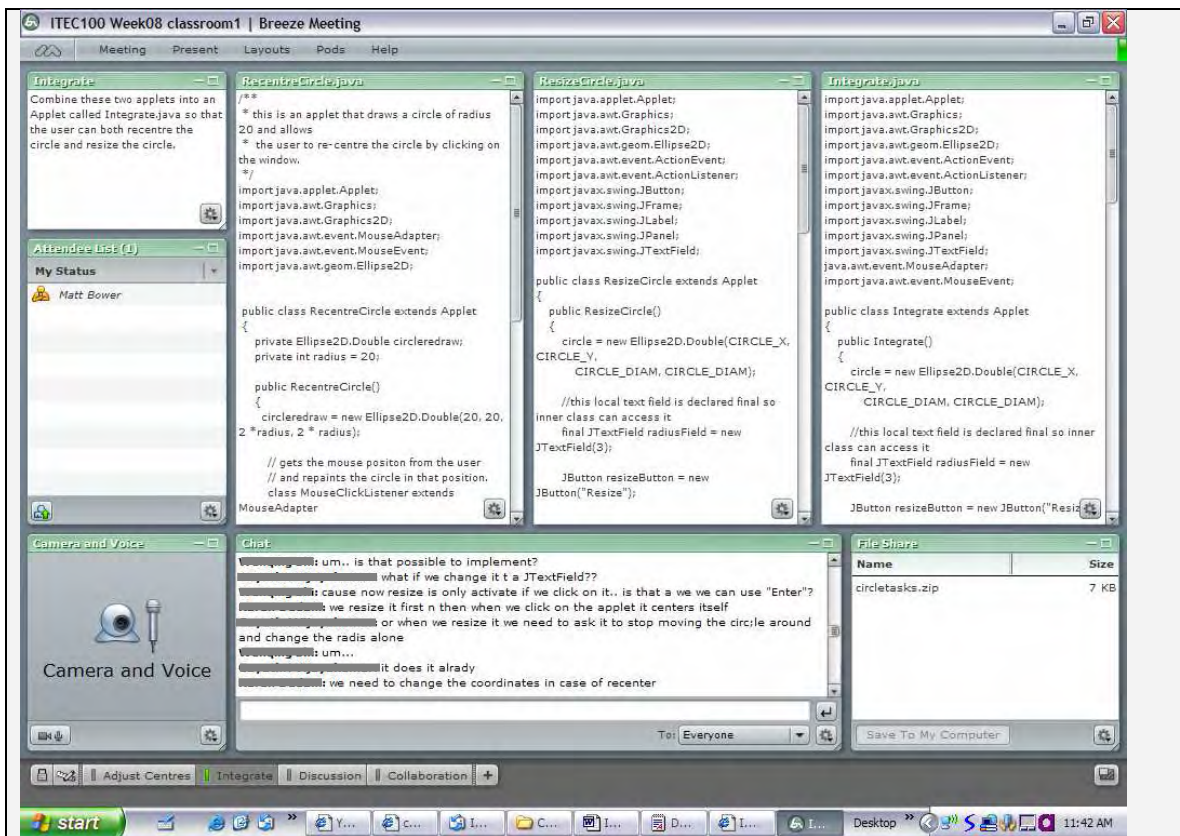 ITEC100 Week08 classroom1 | Breeze Meeting
Meeting Present Layouts Pods Help
Integrate
Combine these two applets into an
Applet called Integrate.java so that
the user can both recentre the
circle and resize the circle.
Attendee List (1)
My Status
Matt Bower
RecentreCircle.java
/**
* this is an applet that draws a circle of radius
20 and allows
* the user to re-centre the circle by clicking on
the window.
*/
import java.applet.Applet;
import java.awt.Graphics;
import java.awt.Graphics2D;
import java.awt.event.MouseAdapter;
import java.awt.event.MouseEvent;
import java.awt.geom.Ellipse2D;
public class RecentreCircle extends Applet
{
private Ellipse2D.Double circleredraw;
private int radius = 20;
public RecentreCircle()
{
circleredraw = new Ellipse2D.Double(20, 20,
2 *radius, 2 * radius);
// gets the mouse positon from the user
// and repaints the circle in that position.
class MouseClickListener extends
MouseAdapter
ResizeCircle.java
import java.applet.Applet;
import java.awt.Graphics;
import java.awt.Graphics2D;
import java.awt.geom.Ellipse2D;
import java.awt.event.ActionEvent;
import java.awt.event.ActionListener;
import javax.swing.JButton;
import javax.swing.JFrame;
import javax.swing.JLabel;
import javax.swing.JPanel;
import javax.swing.JTextField;
public class ResizeCircle extends Applet
{
public ResizeCircle()
{
circle = new Ellipse2D.Double(CIRCLE_X,
CIRCLE_Y,
CIRCLE_DIAM, CIRCLE_DIAM);
//this local text field is declared final so
inner class can access it
final JTextField radiusField = new
JTextField(3);
JButton resizeButton = new
JButton("Resize");
Integrate.java
import java.applet.Applet;
import java.awt.Graphics;
import java.awt.Graphics2D;
import java.awt.geom.Ellipse2D;
import java.awt.event.ActionEvent;
import java.awt.event.ActionListener;
import javax.swing.JButton;
import javax.swing.JFrame;
import javax.swing.JLabel;
import javax.swing.JPanel;
import javax.swing.JTextField;
java.awt.event.MouseAdapter;
import java.awt.event.MouseEvent;
public class Integrate extends Applet
{
public Integrate()
{
circle = new Ellipse2D.Double(CIRCLE_X,
CIRCLE_Y,
CIRCLE_DIAM, CIRCLE_DIAM);
//this local text field is declared final so inner
class can access it
final JTextField radiusField = new
JTextField(3);
JButton resizeButton = new JButton("Resiz
Camera and Voice
Camera and Voice
Chat
: um.. is that possible to implement?
what if we change it t a JTextField??
: cause now resize is only activate if we click on it.. is that a we we can use "Enter"?
: we resize it first n then when we click on the applet it centers itself
: or when we resize it we need to ask it to stop moving the circ;le around
and change the radis alone
: um...
it does it alrady
: we need to change the coordinates in case of recenter
To: Everyone
File Share
Name Size
circletasks.zip 7 KB
Save To My Computer
Adjust Centres Integrate Discussion Collaboration +
start » Y... c... I... C... I... D... I... I... Desktop » 11:42 AM